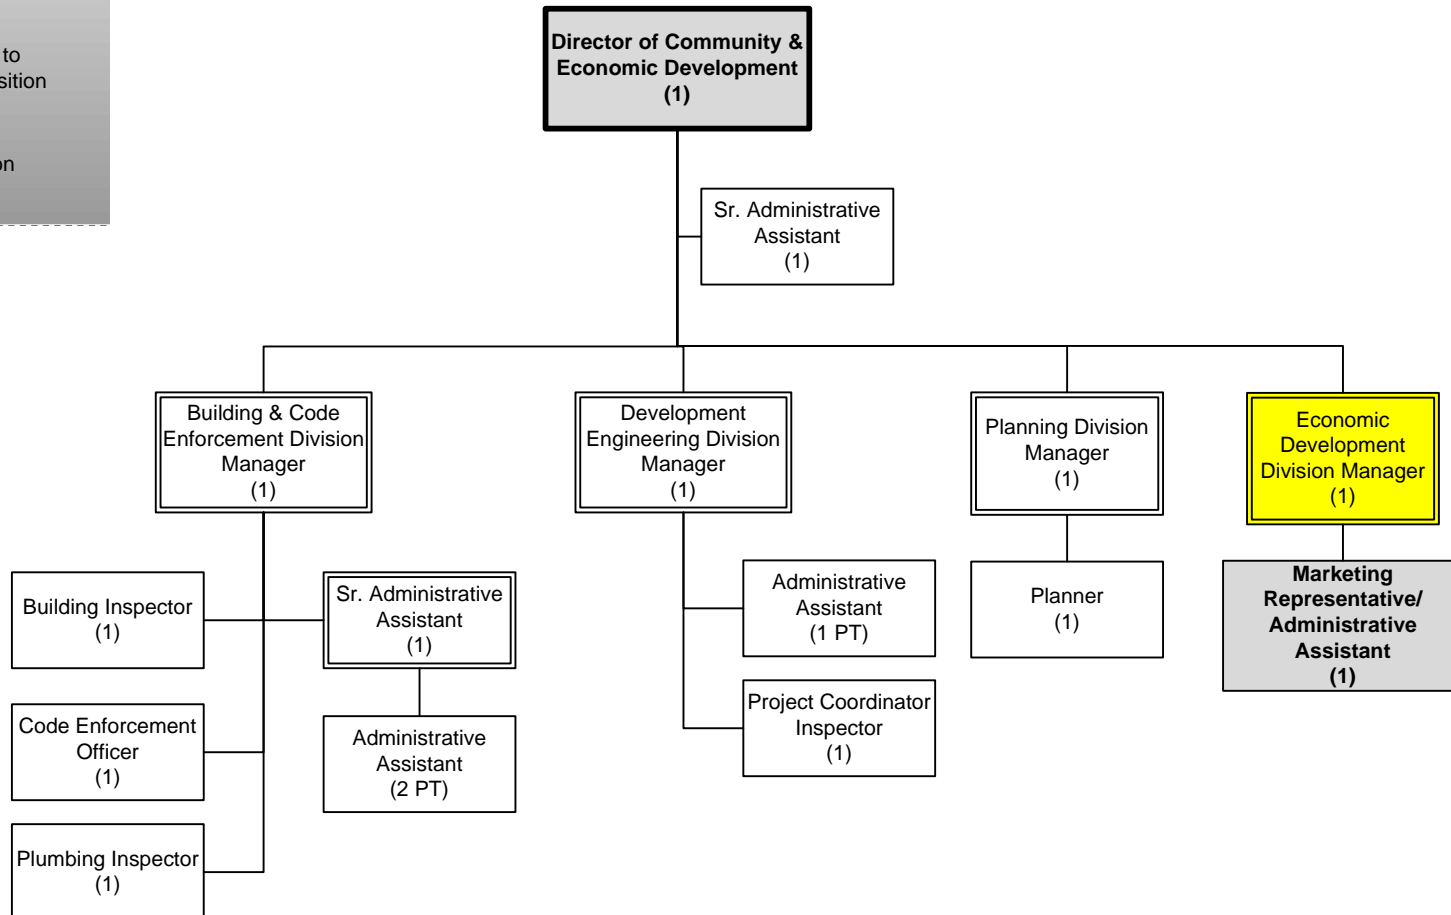 to
sition
on
Director of Community &
Economic Development
(1)
Sr. Administrative
Assistant
(1)
Building & Code
Enforcement Division
Manager
(1)
Development
Engineering Division
Manager
(1)
Planning Division
Manager
(1)
Economic
Development
Division Manager
(1)
Building Inspector
(1)
Sr. Administrative
Assistant
(1)
Administrative
Assistant
(1 PT)
Planner
(1)
Marketing
Representative/
Administrative
Assistant
(1)
Code Enforcement
Officer
(1)
Administrative
Assistant
(2 PT)
Project Coordinator
Inspector
(1)
Plumbing Inspector
(1)